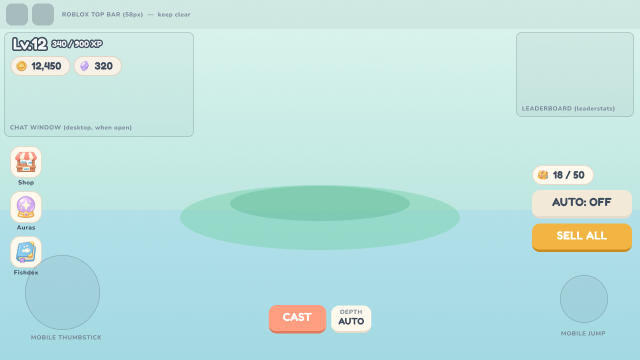 ROBLOX TOP BAR (58px) — keep clear
Lv.12 340/900 XP
12,450 320
CHAT WINDOW (desktop, when open)
LEADERBOARD (leaderstats)
Shop
Auras
Fishdex
MOBILE THUMBSTICK
18 / 50
AUTO: OFF
SELL ALL
CAST
DEPTH
AUTO
MOBILE JUMP